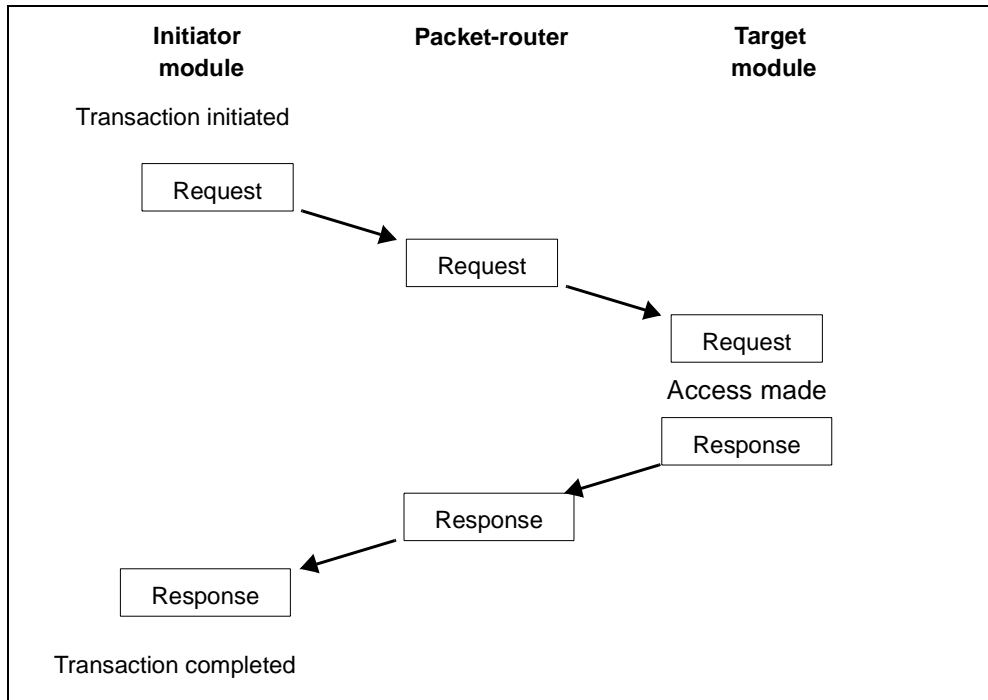 Initiator
module
Packet-router
Target
module
Transaction initiated
Request
Request
Request
Access made
Response
Response
Response
Transaction completed